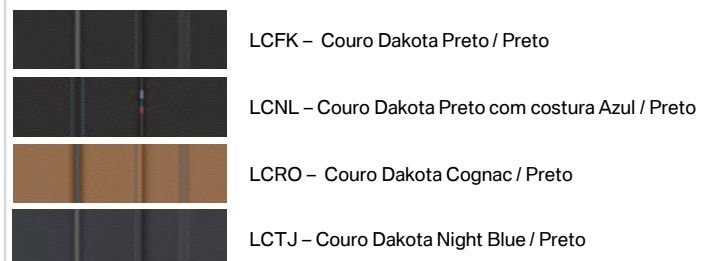 LCFK – Couro Dakota Preto / Preto
LCNL – Couro Dakota Preto com costura Azul / Preto
LCRO – Couro Dakota Cognac / Preto
LCTJ – Couro Dakota Night Blue / Preto